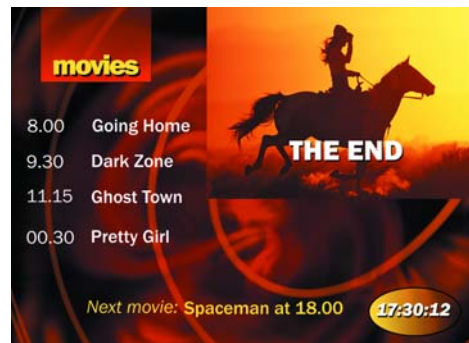 movies
THE END
8.00 Going Home
9.30 Dark Zone
11.15 Ghost Town
00.30 Pretty Girl
Next movie: Spaceman at 18.00
17:30:12